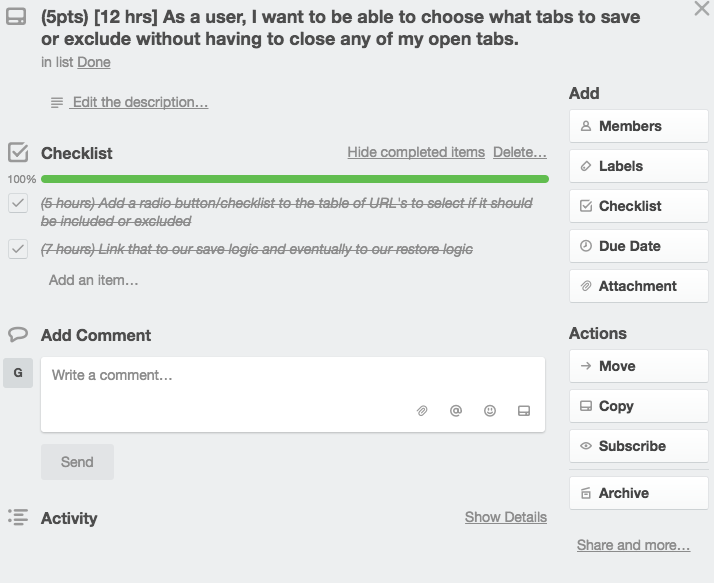 (5pts) [12 hrs] As a user, I want to be able to choose what tabs to save
or exclude without having to close any of my open tabs.
in list Done
Edit the description…
Checklist
Hide completed items Delete…
100%
(5 hours) Add a radio button/checklist to the table of URL's to select if it should
be included or excluded
(7 hours) Link that to our save logic and eventually to our restore logic
Add an item…
Add Comment
G
Write a comment…
Send
Activity
Show Details
Add
Members
Labels
Checklist
Due Date
Attachment
Actions
Move
Copy
Subscribe
Archive
Share and more…